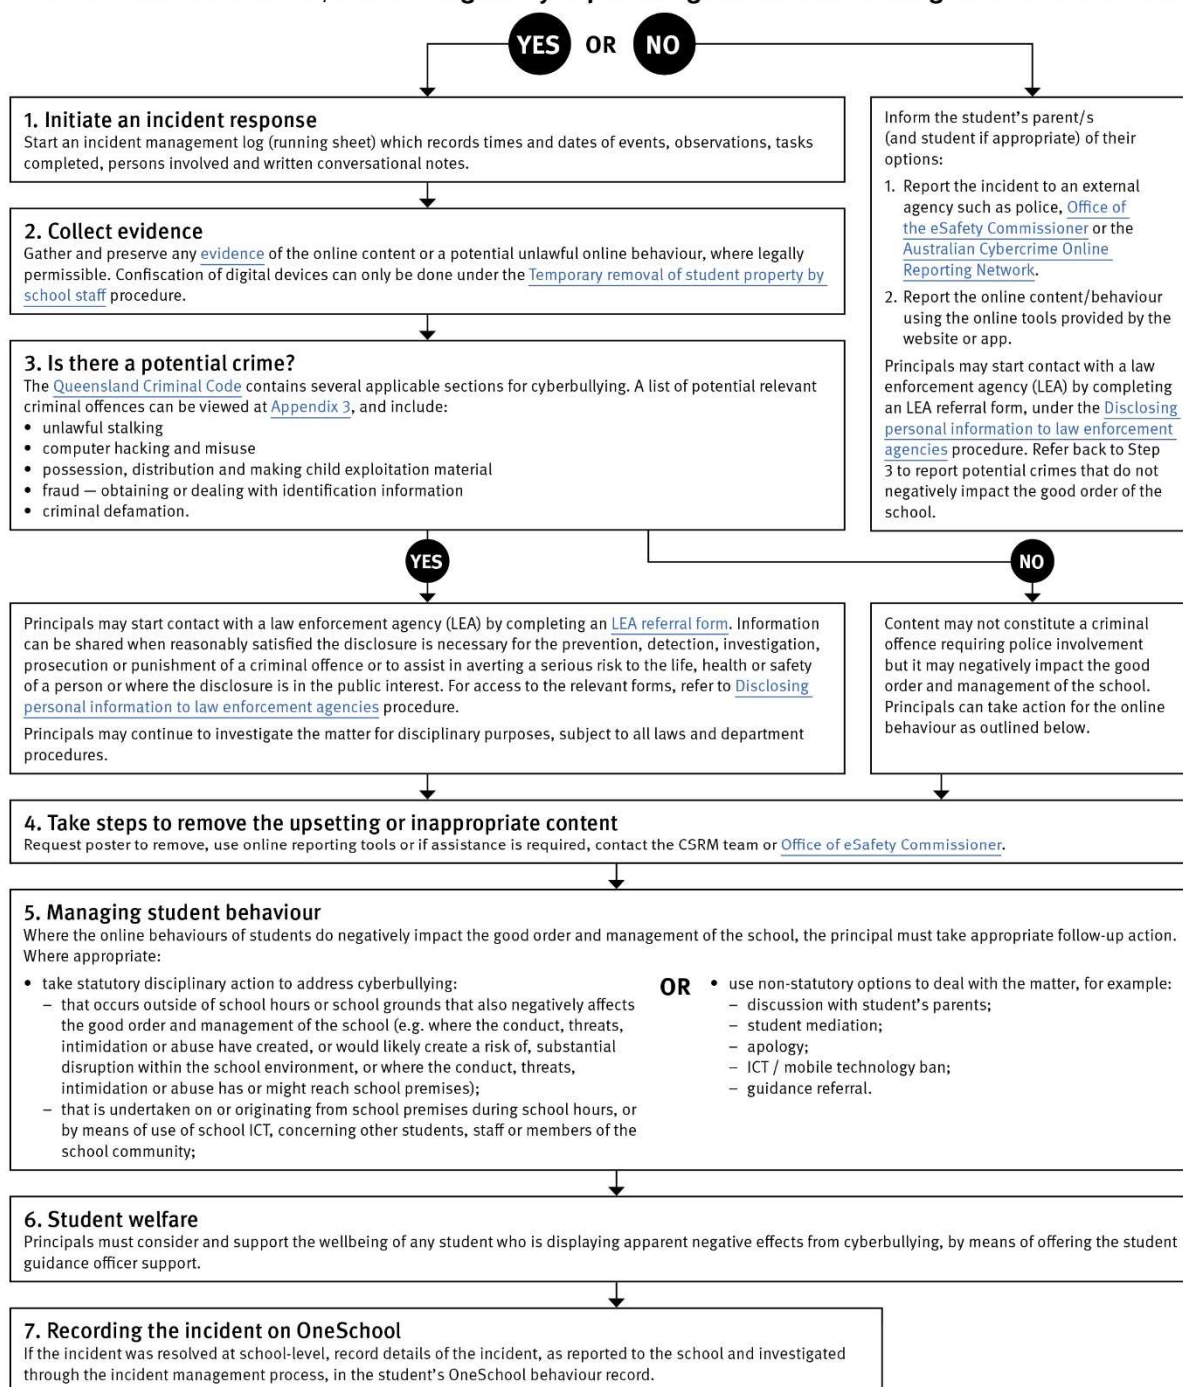 YES OR NO
1. Initiate an incident response
Start an incident management log (running sheet) which records times and dates of events, observations, tasks
completed, persons involved and written conversational notes.
2. Collect evidence
Gather and preserve any evidence of the online content or a potential unlawful online behaviour, where legally
permissible. Confiscation of digital devices can only be done under the Temporary removal of student property by
school staff procedure.
3. Is there a potential crime?
The Queensland Criminal Code contains several applicable sections for cyberbullying. A list of potential relevant
criminal offences can be viewed at Appendix 3, and include:
• unlawful stalking
• computer hacking and misuse
• possession, distribution and making child exploitation material
• fraud — obtaining or dealing with identification information
• criminal defamation.
Inform the student's parent/s
(and student if appropriate) of their
options:
1. Report the incident to an external
agency such as police, Office of
the eSafety Commissioner or the
Australian Cybercrime Online
Reporting Network.
2. Report the online content/behaviour
using the online tools provided by the
website or app.
Principals may start contact with a law
enforcement agency (LEA) by completing
an LEA referral form, under the Disclosing
personal information to law enforcement
agencies procedure. Refer back to Step
3 to report potential crimes that do not
negatively impact the good order of the
school.
YES
NO
Principals may start contact with a law enforcement agency (LEA) by completing an LEA referral form. Information
can be shared when reasonably satisfied the disclosure is necessary for the prevention, detection, investigation,
prosecution or punishment of a criminal offence or to assist in averting a serious risk to the life, health or safety
of a person or where the disclosure is in the public interest. For access to the relevant forms, refer to Disclosing
personal information to law enforcement agencies procedure.
Principals may continue to investigate the matter for disciplinary purposes, subject to all laws and department
procedures.
Content may not constitute a criminal
offence requiring police involvement
but it may negatively impact the good
order and management of the school.
Principals can take action for the online
behaviour as outlined below.
4. Take steps to remove the upsetting or inappropriate content
Request poster to remove, use online reporting tools or if assistance is required, contact the CSRM team or Office of eSafety Commissioner.
5. Managing student behaviour
Where the online behaviours of students do negatively impact the good order and management of the school, the principal must take appropriate follow-up action.
Where appropriate:
• take statutory disciplinary action to address cyberbullying:
– that occurs outside of school hours or school grounds that also negatively affects
the good order and management of the school (e.g. where the conduct, threats,
intimidation or abuse have created, or would likely create a risk of, substantial
disruption within the school environment, or where the conduct, threats,
intimidation or abuse has or might reach school premises);
– that is undertaken on or originating from school premises during school hours, or
by means of use of school ICT, concerning other students, staff or members of the
school community;
OR
• use non-statutory options to deal with the matter, for example:
– discussion with student's parents;
– student mediation;
– apology;
– ICT / mobile technology ban;
– guidance referral.
6. Student welfare
Principals must consider and support the wellbeing of any student who is displaying apparent negative effects from cyberbullying, by means of offering the student
guidance officer support.
7. Recording the incident on OneSchool
If the incident was resolved at school-level, record details of the incident, as reported to the school and investigated
through the incident management process, in the student's OneSchool behaviour record.